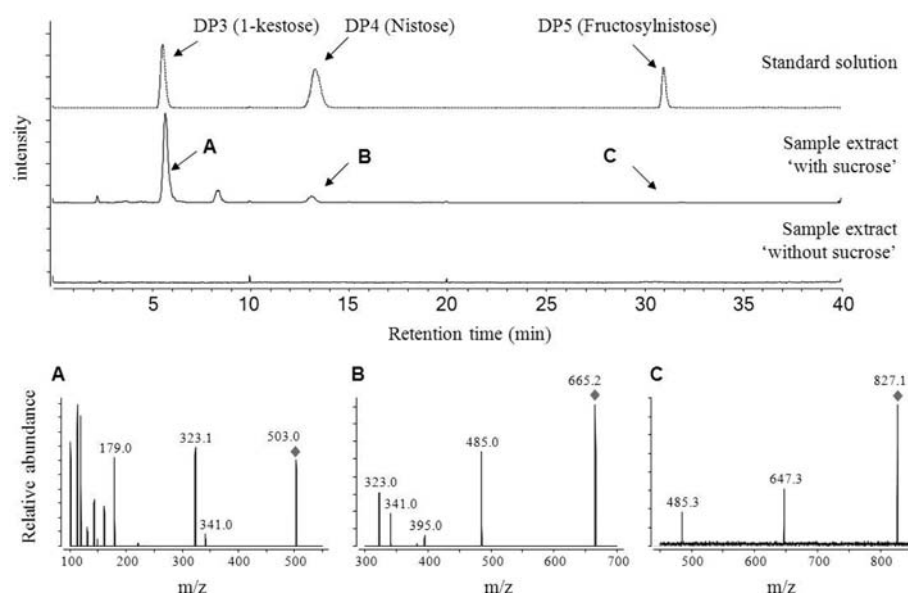 DP3 (1-kestose)
DP4 (Nistose)
DP5 (Fructosylnistose)
Standard solution
A
B
C
Sample extract
‘with sucrose’
Sample extract
‘without sucrose’
intensity
5 10 15 20 25 30 35 40
Retention time (min)
A
179.0
323.1
341.0
503.0
100 200 300 400 500
m/z
Relative abundance
B
665.2
485.0
323.0
341.0
395.0
300 400 500 600 700
m/z
C
827.1
647.3
485.3
500 600 700 800
m/z